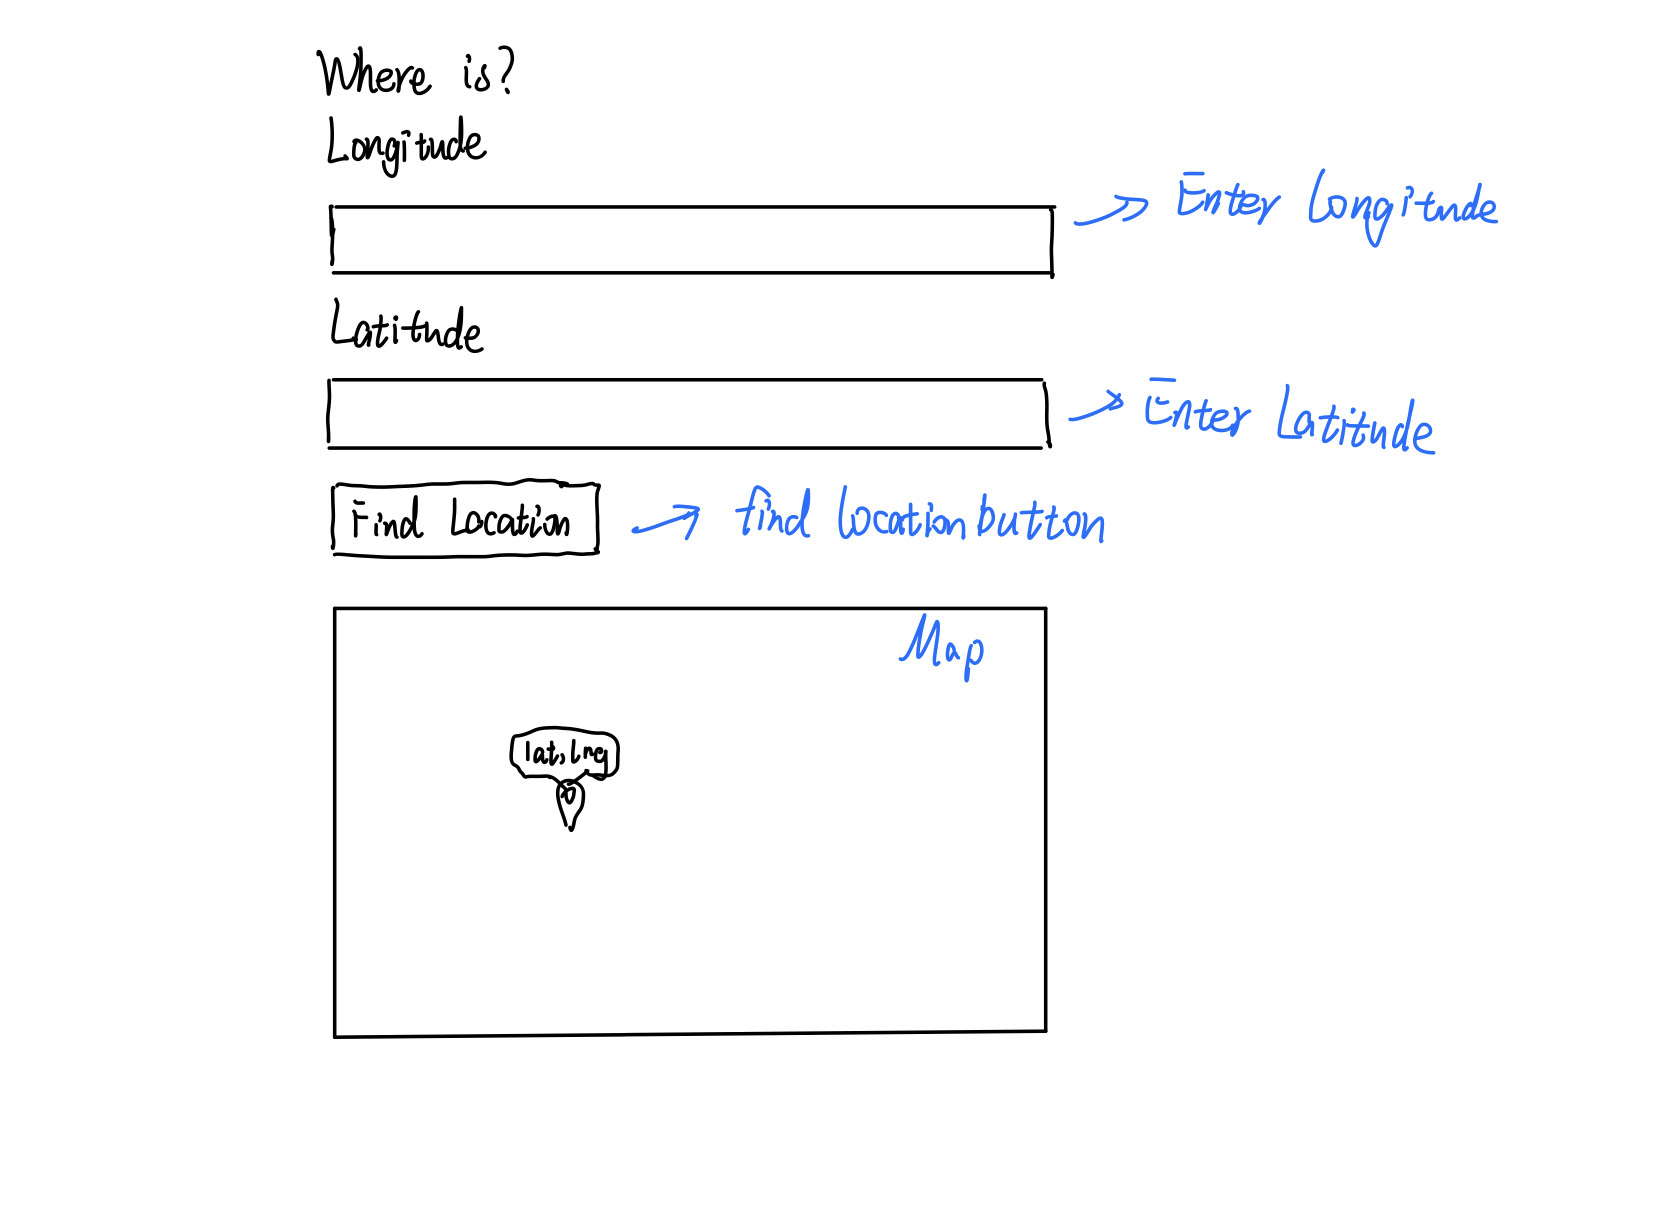 Where is?
Longitude
Enter Longitude
Latitude
Enter Latitude
Find Location
find location button
Map
lat, lng